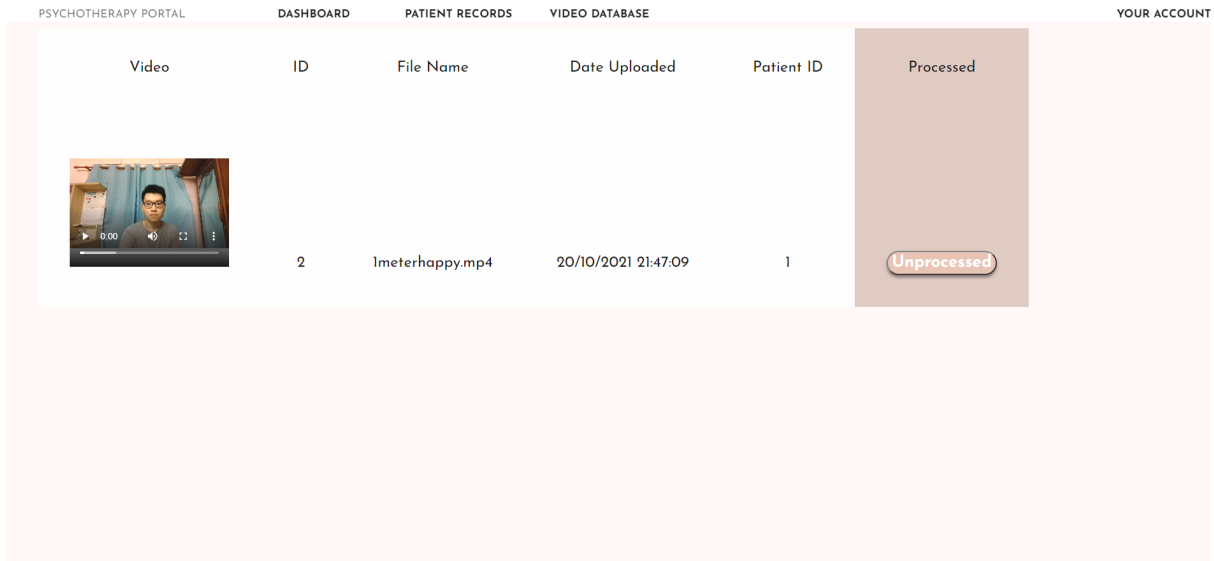 PSYCHOTHERAPY PORTAL DASHBOARD PATIENT RECORDS VIDEO DATABASE YOUR ACCOUNT
Video ID File Name Date Uploaded Patient ID Processed
0:00
2 1meterhappy.mp4 20/10/2021 21:47:09 1 Unprocessed